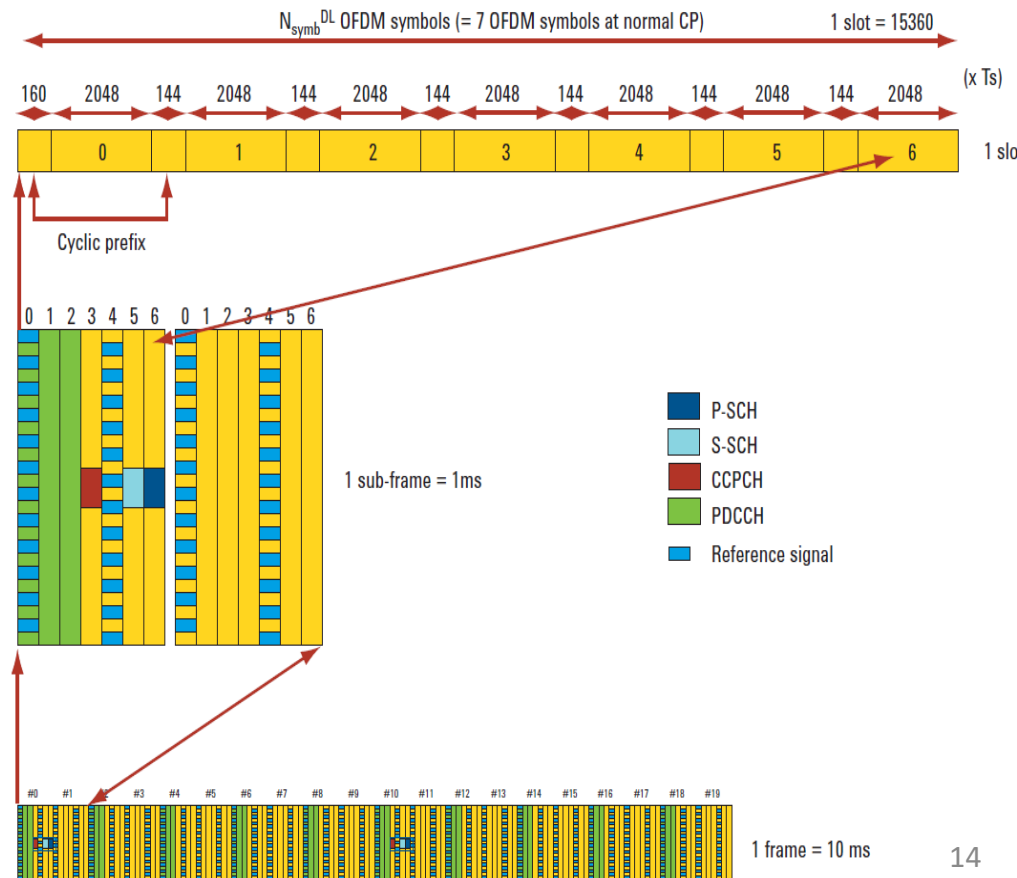 N_symb^DL OFDM symbols (= 7 OFDM symbols at normal CP) 1 slot = 15360
(x Ts)
160 2048 144 2048 144 2048 144 2048 144 2048 144 2048 144 2048
0 1 2 3 4 5 6 1 slo
Cyclic prefix
0 1 2 3 4 5 6 0 1 2 3 4 5 6
P-SCH
S-SCH
1 sub-frame = 1ms
CCPCH
PDCCH
Reference signal
#0 #1 #2 #3 #4 #5 #6 #7 #8 #9 #10 #11 #12 #13 #14 #15 #16 #17 #18 #19
1 frame = 10 ms
14